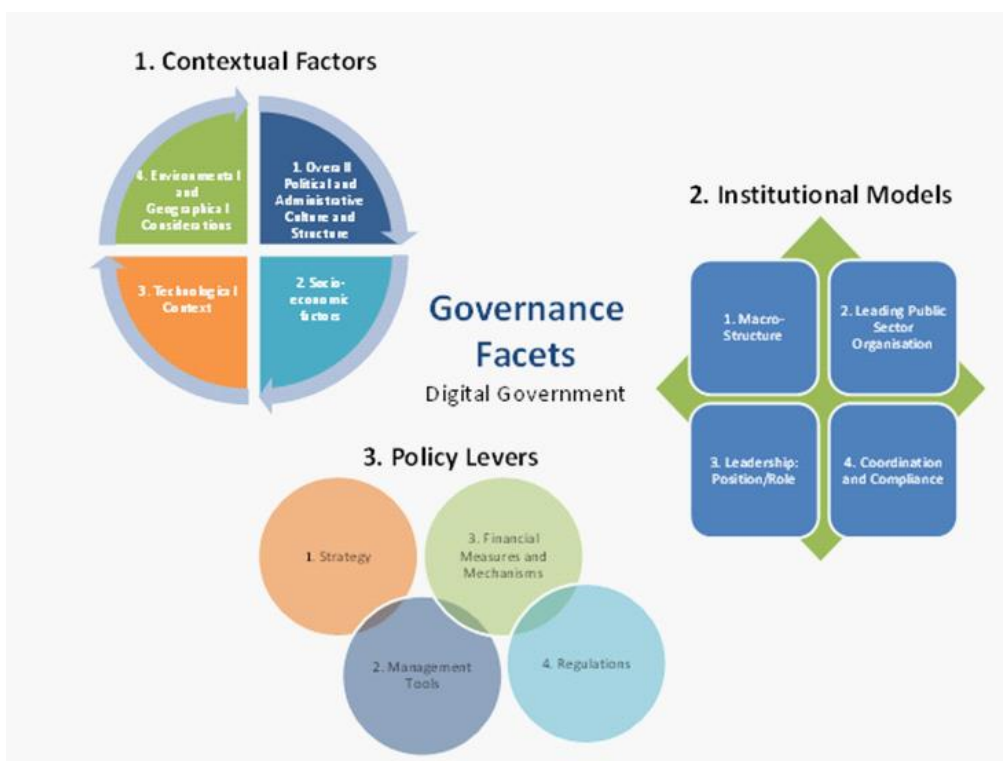 1. Contextual Factors
4. Environmental
and
Geographical
Considerations
1. Overall
Political and
Administrative
Culture and
Structure
3. Technological
Context
2 Socio-
economic
factors
2. Institutional Models
1. Macro-
Structure
2. Leading Public
Sector
Organisation
3. Leadership:
Position/Role
4. Coordination
and Compliance
Governance
Facets
Digital Government
3. Policy Levers
1. Strategy
3. Financial
Measures and
Mechanisms
2. Management
Tools
4. Regulations